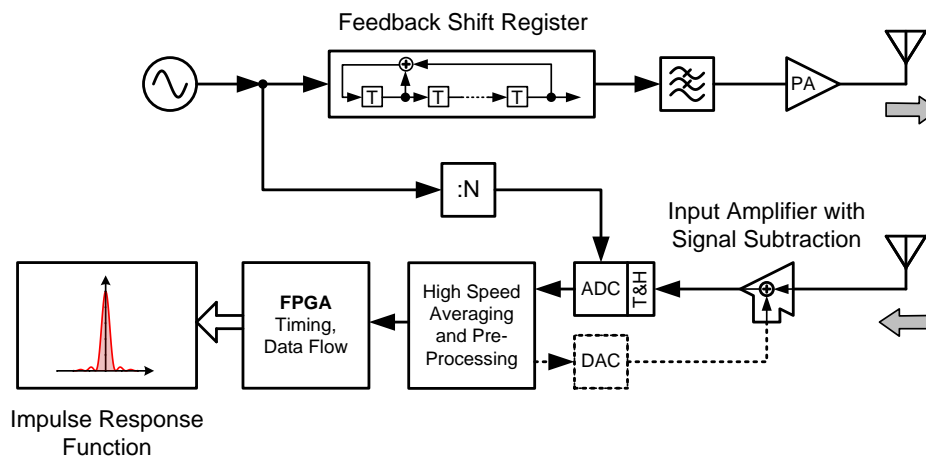 Feedback Shift Register
T
T
T
PA
:N
Input Amplifier with
Signal Subtraction
ADC
T&H
High Speed
Averaging
and Pre-
Processing
FPGA
Timing,
Data Flow
DAC
Impulse Response
Function